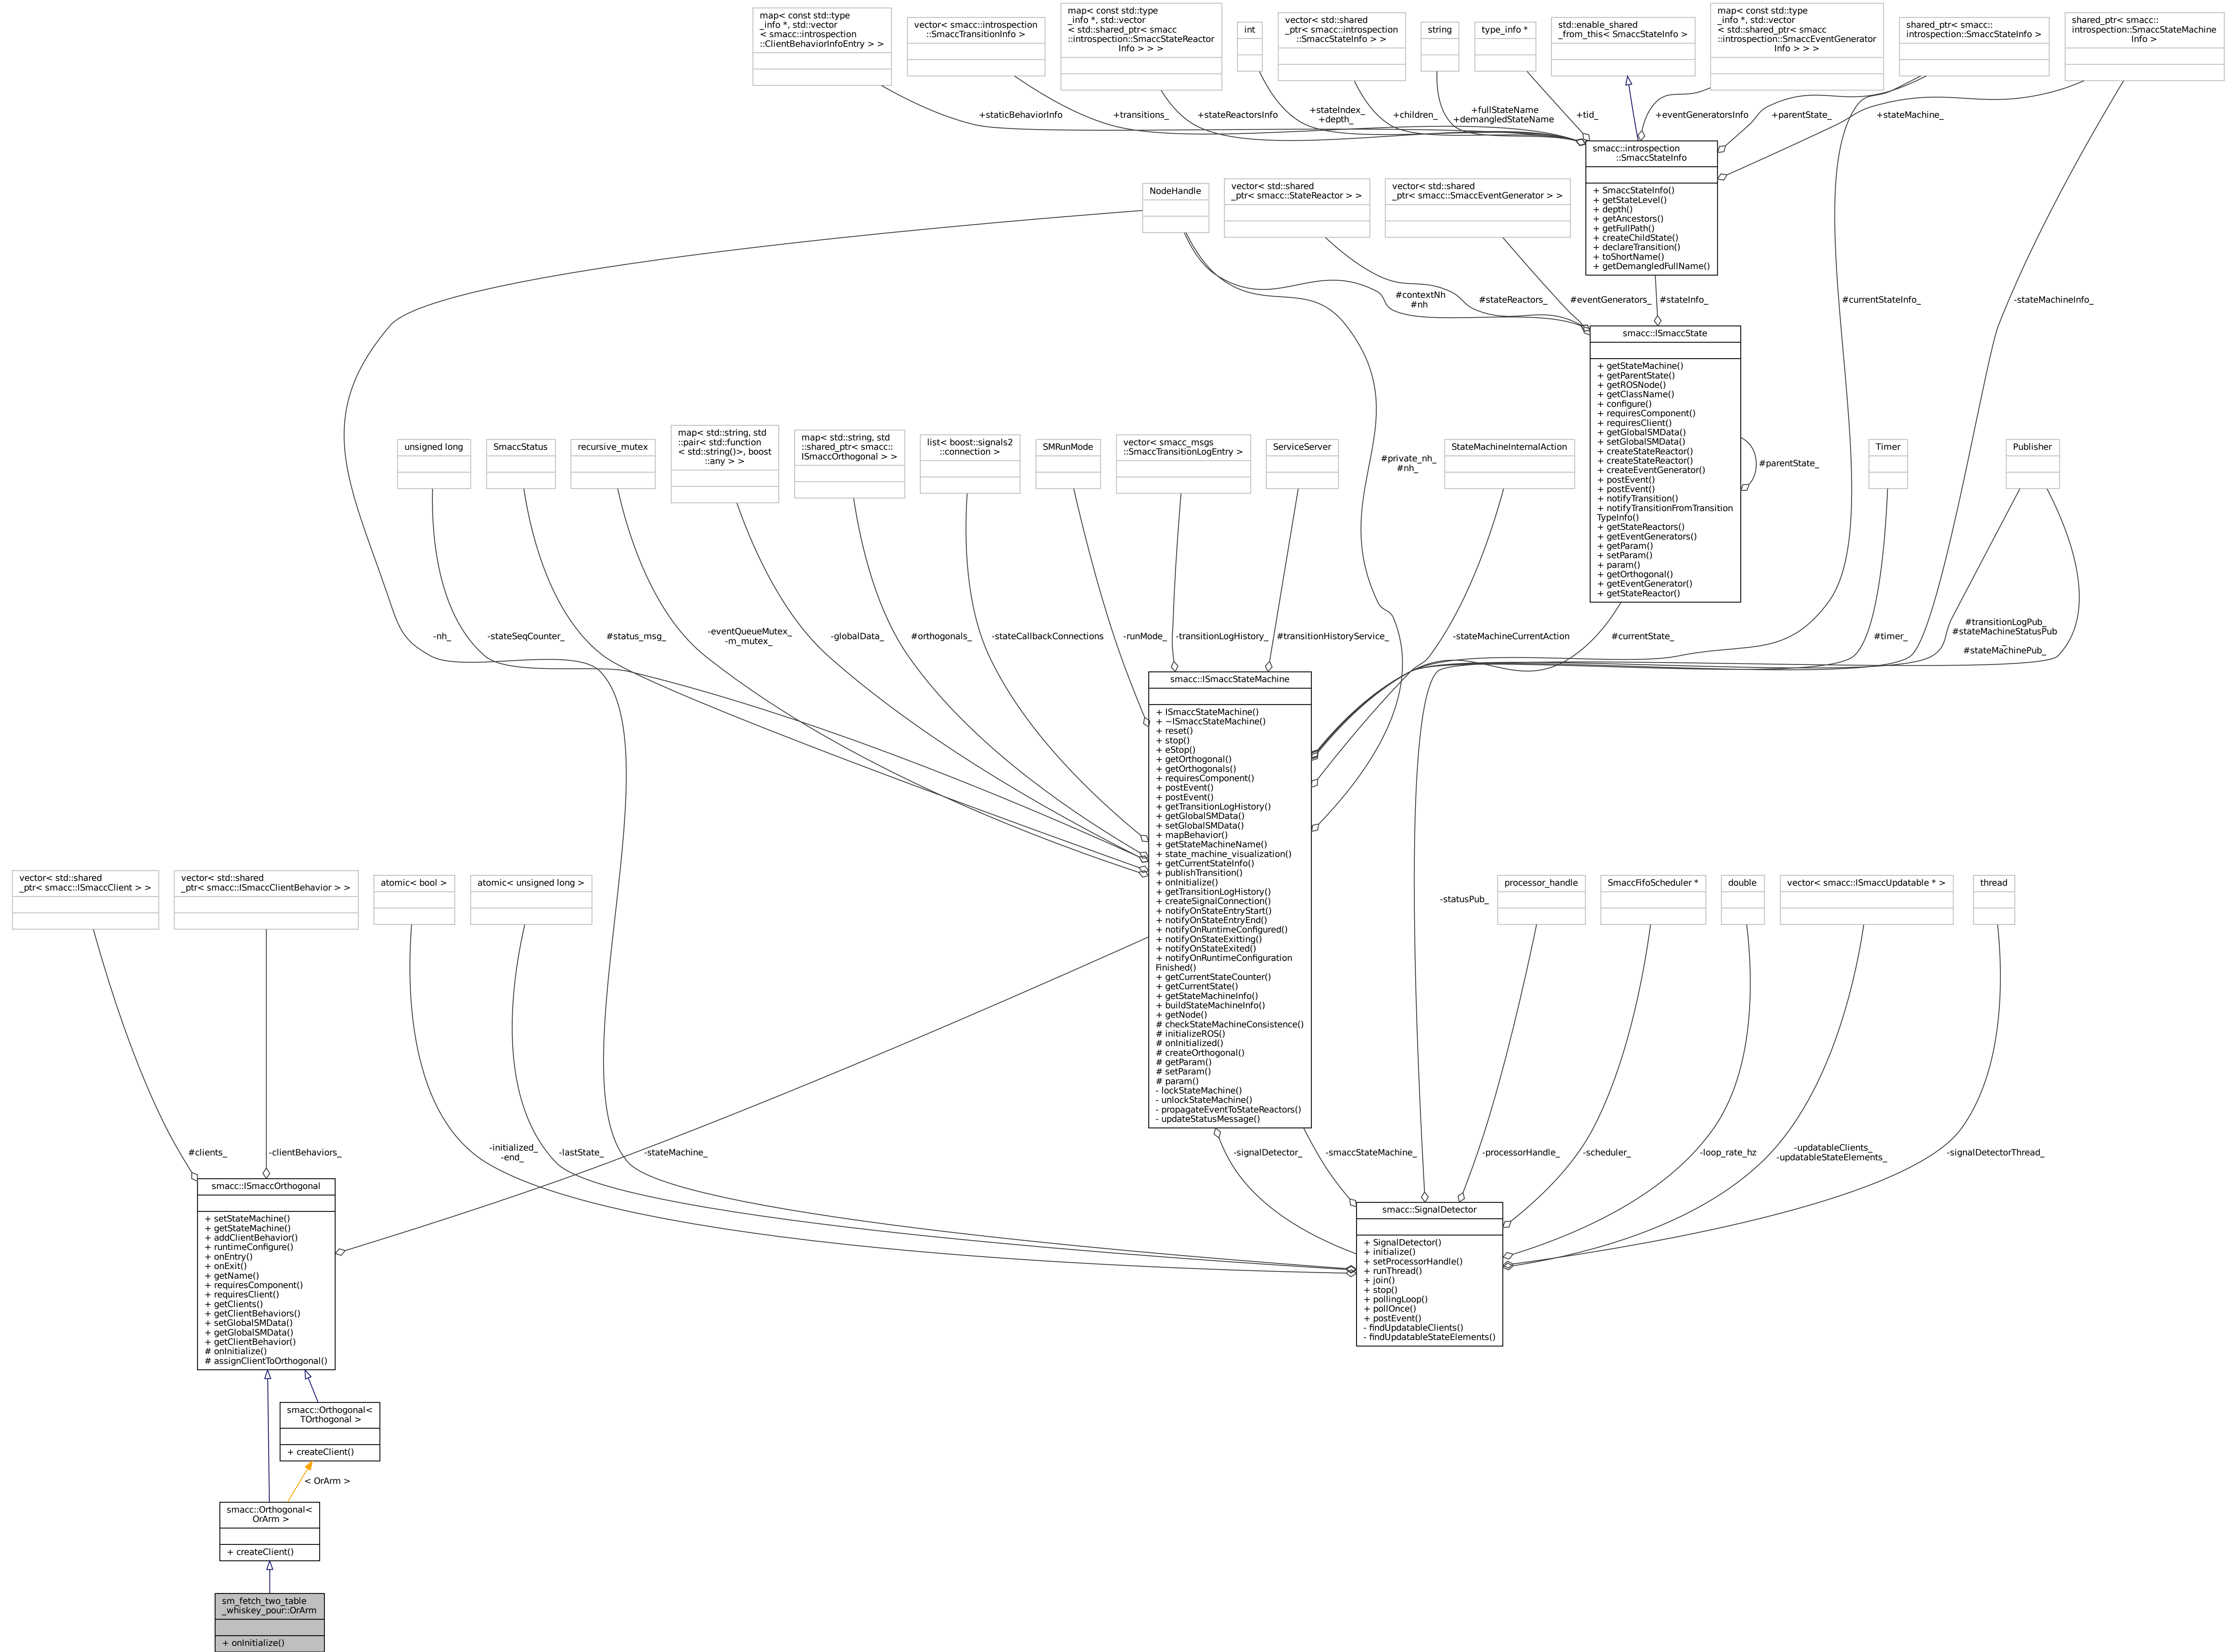 map< const std::type
_info *, std::vector
< smacc::introspection
::ClientBehaviorInfoEntry > >
vector< smacc::introspection
::SmaccTransitionInfo >
map< const std::type
_info *, std::vector
< std::shared_ptr< smacc
::introspection::SmaccStateReactor
Info > > >
int
vector< std::shared
_ptr< smacc::introspection
::SmaccStateInfo > >
string
type_info *
std::enable_shared
_from_this< SmaccStateInfo >
map< const std::type
_info *, std::vector
< std::shared_ptr< smacc
::introspection::SmaccEventGenerator
Info > > >
shared_ptr< smacc::
introspection::SmaccStateInfo >
shared_ptr< smacc::
introspection::SmaccStateMachine
Info >
+staticBehaviorInfo
+transitions_
+stateReactorsInfo
+stateIndex_
+depth_
+children_
+fullStateName
+demangledStateName
+tid_
+eventGeneratorsInfo
+parentState_
+stateMachine_
smacc::introspection
::SmaccStateInfo
+ SmaccStateInfo()
+ getStateLevel()
+ depth()
+ getAncestors()
+ getFullPath()
+ createChildState()
+ declareTransition()
+ toShortName()
+ getDemangledFullName()
NodeHandle
vector< std::shared
_ptr< smacc::StateReactor > >
vector< std::shared
_ptr< smacc::SmaccEventGenerator > >
#contextNh
#nh
#stateReactors_
#eventGenerators_
#stateInfo_
#currentStateInfo_
-stateMachineInfo_
smacc::ISmaccState
+ getStateMachine()
+ getParentState()
+ getROSNode()
+ getClassName()
+ configure()
+ requiresComponent()
+ requiresClient()
+ getGlobalSMData()
+ setGlobalSMData()
+ createStateReactor()
+ createStateReactor()
+ createEventGenerator()
+ postEvent()
+ postEvent()
+ notifyTransition()
+ notifyTransitionFromTransition
TypeInfo()
+ getStateReactors()
+ getEventGenerators()
+ getParam()
+ setParam()
+ param()
+ getOrthogonal()
+ getEventGenerator()
+ getStateReactor()
#parentState_
unsigned long
SmaccStatus
recursive_mutex
map< std::string, std
::pair< std::function
< std::string()>, boost
::any > >
map< std::string, std
::shared_ptr< smacc::
ISmaccOrthogonal > >
list< boost::signals2
::connection >
SMRunMode
vector< smacc_msgs
::SmaccTransitionLogEntry >
ServiceServer
#private_nh_
#nh_
StateMachineInternalAction
Timer
Publisher
-nh_
-stateSeqCounter_
#status_msg_
-eventQueueMutex_
-m_mutex_
-globalData_
#orthogonals_
-stateCallbackConnections
-runMode_
-transitionLogHistory_
#transitionHistoryService_
-stateMachineCurrentAction
#currentState_
#timer_
#transitionLogPub_
#stateMachineStatusPub
_
#stateMachinePub_
smacc::ISmaccStateMachine
+ ISmaccStateMachine()
+ ~ISmaccStateMachine()
+ reset()
+ stop()
+ eStop()
+ getOrthogonal()
+ getOrthogonals()
+ requiresComponent()
+ postEvent()
+ postEvent()
+ getTransitionLogHistory()
+ getGlobalSMData()
+ setGlobalSMData()
+ mapBehavior()
+ getStateMachineName()
+ state_machine_visualization()
+ getCurrentStateInfo()
+ publishTransition()
+ onInitialize()
+ getTransitionLogHistory()
+ createSignalConnection()
+ notifyOnStateEntryStart()
+ notifyOnStateEntryEnd()
+ notifyOnRuntimeConfigured()
+ notifyOnStateExitting()
+ notifyOnStateExited()
+ notifyOnRuntimeConfiguration
Finished()
+ getCurrentStateCounter()
+ getCurrentState()
+ getStateMachineInfo()
+ buildStateMachineInfo()
+ getNode()
# checkStateMachineConsistence()
# initializeROS()
# onInitialized()
# createOrthogonal()
# getParam()
# setParam()
# param()
- lockStateMachine()
- unlockStateMachine()
- propagateEventToStateReactors()
- updateStatusMessage()
vector< std::shared
_ptr< smacc::ISmaccClient > >
vector< std::shared
_ptr< smacc::ISmaccClientBehavior > >
atomic< bool >
atomic< unsigned long >
-statusPub_
processor_handle
SmaccFifoScheduler *
double
vector< smacc::ISmaccUpdatable * >
thread
#clients_
-clientBehaviors_
-initialized_
-end_
-lastState_
-stateMachine_
-signalDetector_
-smaccStateMachine_
-processorHandle_
-scheduler_
-loop_rate_hz
-updatableClients_
-updatableStateElements_
-signalDetectorThread_
smacc::ISmaccOrthogonal
+ setStateMachine()
+ getStateMachine()
+ addClientBehavior()
+ runtimeConfigure()
+ onEntry()
+ onExit()
+ getName()
+ requiresComponent()
+ requiresClient()
+ getClients()
+ getClientBehaviors()
+ setGlobalSMData()
+ getGlobalSMData()
+ getClientBehavior()
# onInitialize()
# assignClientToOrthogonal()
smacc::SignalDetector
+ SignalDetector()
+ initialize()
+ setProcessorHandle()
+ runThread()
+ join()
+ stop()
+ pollingLoop()
+ pollOnce()
+ postEvent()
- findUpdatableClients()
- findUpdatableStateElements()
smacc::Orthogonal<
TOrthogonal >
+ createClient()
< OrArm >
smacc::Orthogonal<
OrArm >
+ createClient()
sm_fetch_two_table
_whiskey_pour::OrArm
+ onInitialize()